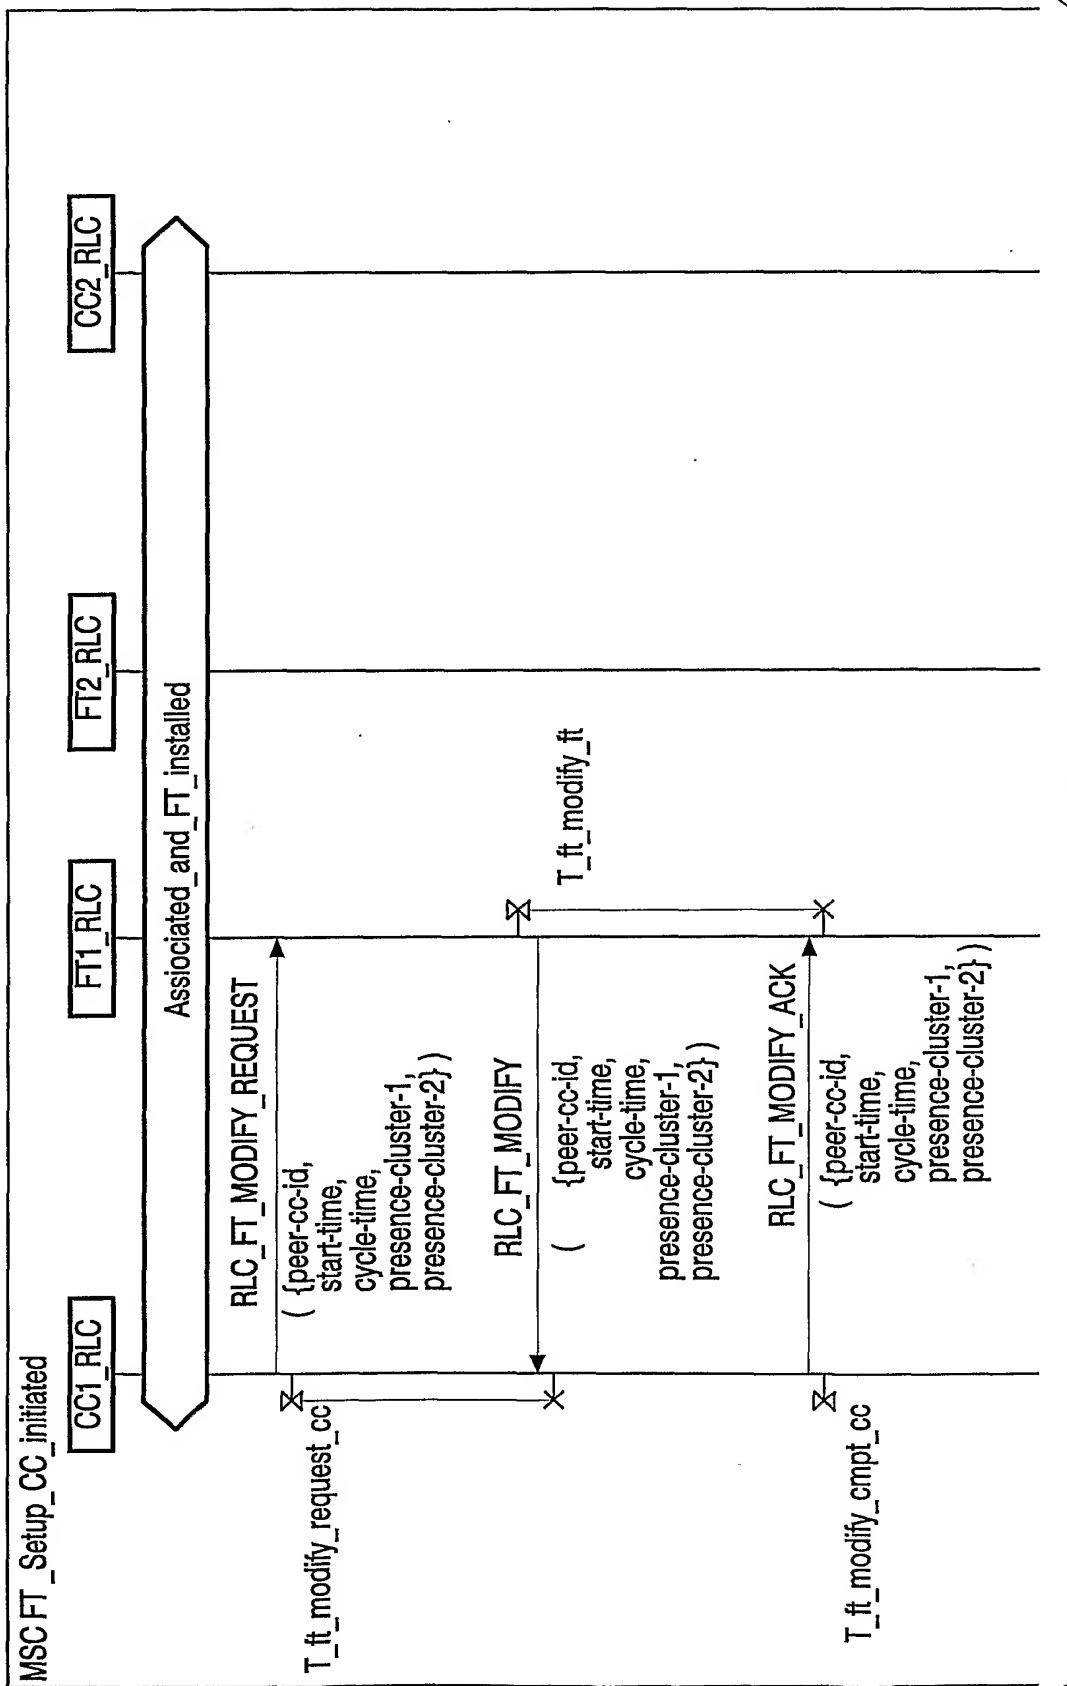 MSC FT_Setup_CC_initiated
CC1_RLC
FT1_RLC
FT2_RLC
CC2_RLC
Assiociated_and_FT_installed
RLC_FT_MODIFY_REQUEST
( {peer-cc-id,
start-time,
cycle-time,
presence-cluster-1,
presence-cluster-2} )
T_ft_modify_request_cc
RLC_FT_MODIFY
( {peer-cc-id,
start-time,
cycle-time,
presence-cluster-1,
presence-cluster-2} )
T_ft_modify_ft
RLC_FT_MODIFY_ACK
( {peer-cc-id,
start-time,
cycle-time,
presence-cluster-1,
presence-cluster-2} )
T_ft_modify_cmpt_cc